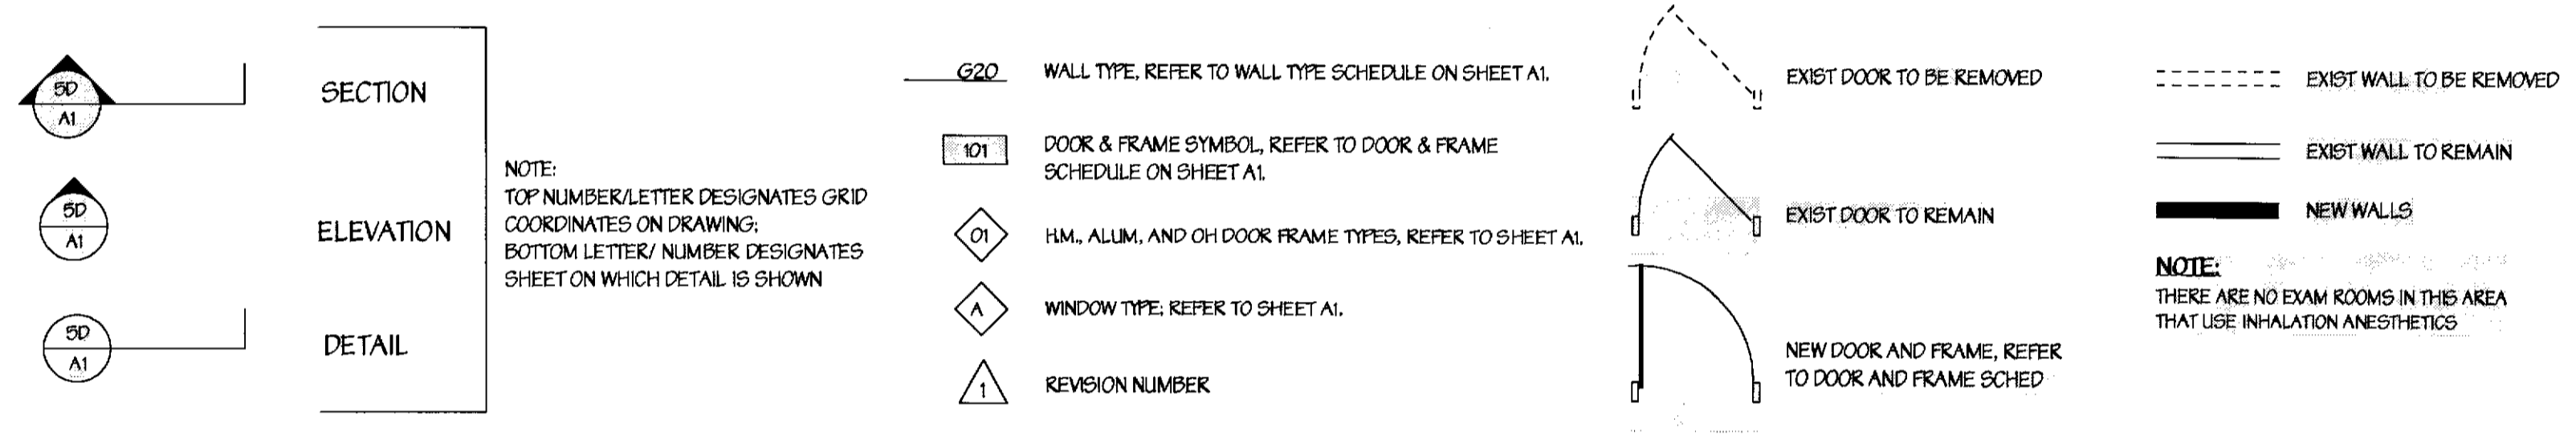 5D
A1
SECTION
5D
A1
ELEVATION
5D
A1
DETAIL
NOTE:
TOP NUMBER/LETTER DESIGNATES GRID
COORDINATES ON DRAWING;
BOTTOM LETTER/ NUMBER DESIGNATES
SHEET ON WHICH DETAIL IS SHOWN
G20
WALL TYPE, REFER TO WALL TYPE SCHEDULE ON SHEET A1.
101
DOOR & FRAME SYMBOL, REFER TO DOOR & FRAME
SCHEDULE ON SHEET A1.
01
H.M., ALUM, AND OH DOOR FRAME TYPES, REFER TO SHEET A1.
A
WINDOW TYPE; REFER TO SHEET A1.
1
REVISION NUMBER
EXIST DOOR TO BE REMOVED
EXIST DOOR TO REMAIN
NEW DOOR AND FRAME, REFER
TO DOOR AND FRAME SCHED
EXIST WALL TO BE REMOVED
EXIST WALL TO REMAIN
NEW WALLS
NOTE:
THERE ARE NO EXAM ROOMS IN THIS AREA
THAT USE INHALATION ANESTHETICS